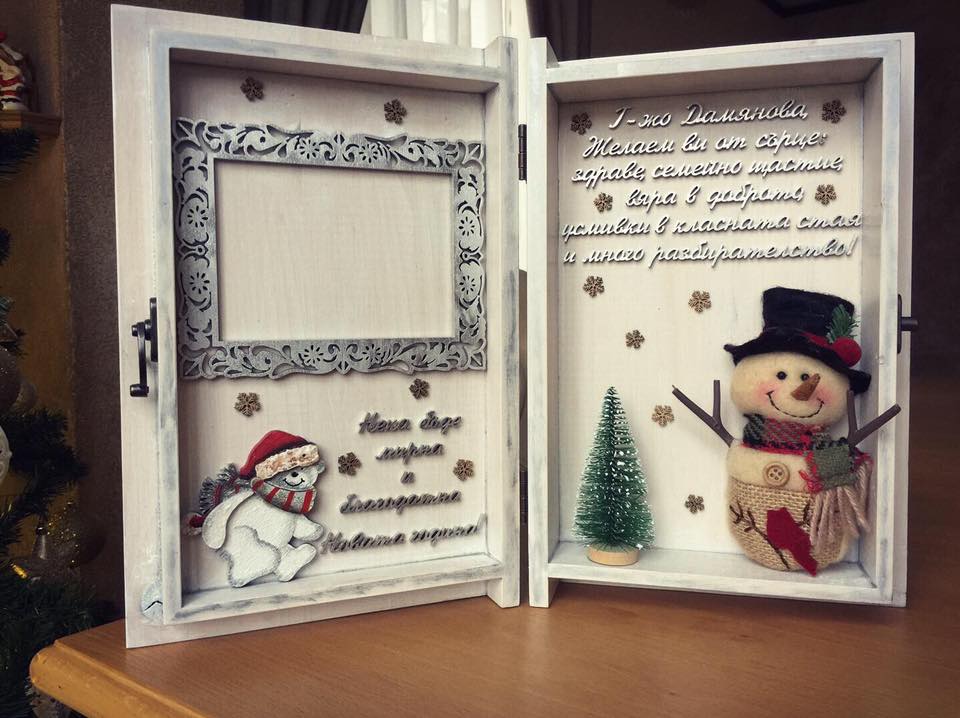 Нека бъде
мирна
и
благодатна
Новата година!
Г-жо Дамянова,
Желаем ви от сърце:
здраве, семейно щастие,
вяра в доброто,
усмивки в класната стая
и много разбирателство!